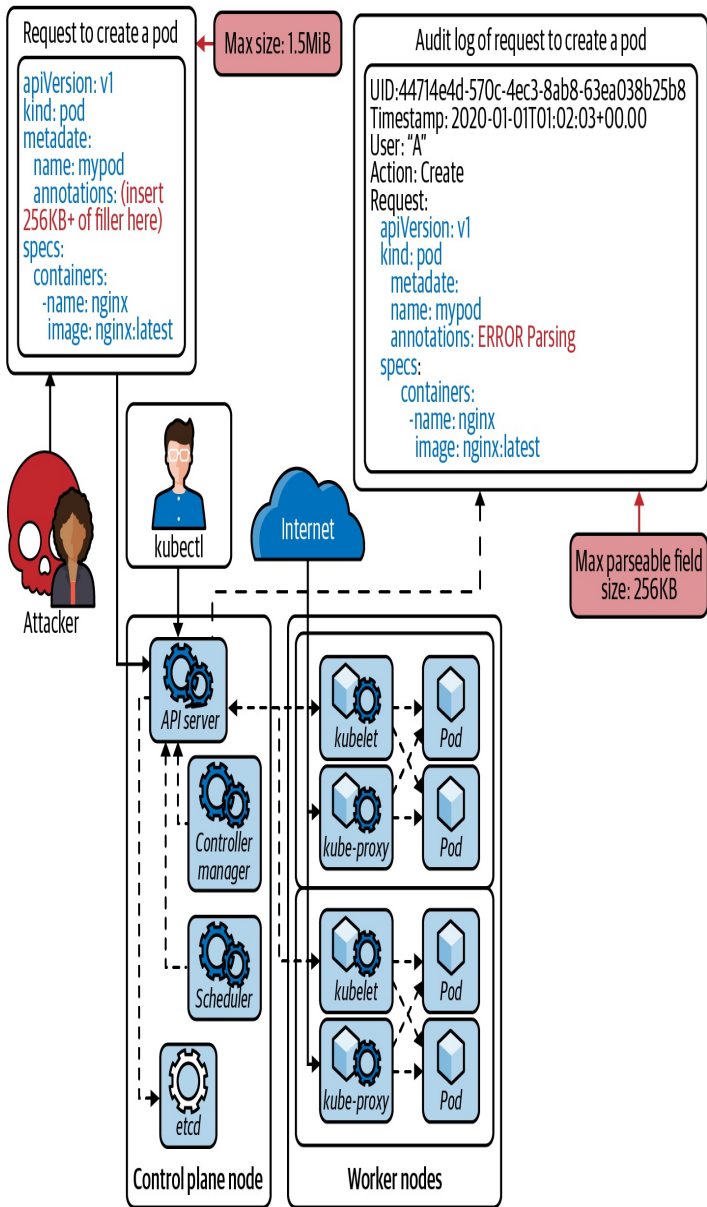 Request to create a pod
apiVersion: v1
kind: pod
metadate:
name: mypod
annotations: (insert
256KB+ of filler here)
specs:
containers:
-name: nginx
image: nginx:latest
Max size: 1.5MiB
Audit log of request to create a pod
UID:44714e4d-570c-4ec3-8ab8-63ea038b25b8
Timestamp: 2020-01-01T01:02:03+00.00
User: “A”
Action: Create
Request:
apiVersion: v1
kind: pod
metadate:
name: mypod
annotations: ERROR Parsing
specs:
containers:
-name: nginx
image: nginx:latest
Max parseable field
size: 256KB
Attacker
kubectl
Internet
API server
Controller
manager
Scheduler
etcd
Control plane node
kubelet
Pod
kube-proxy
Pod
kubelet
Pod
kube-proxy
Pod
Worker nodes